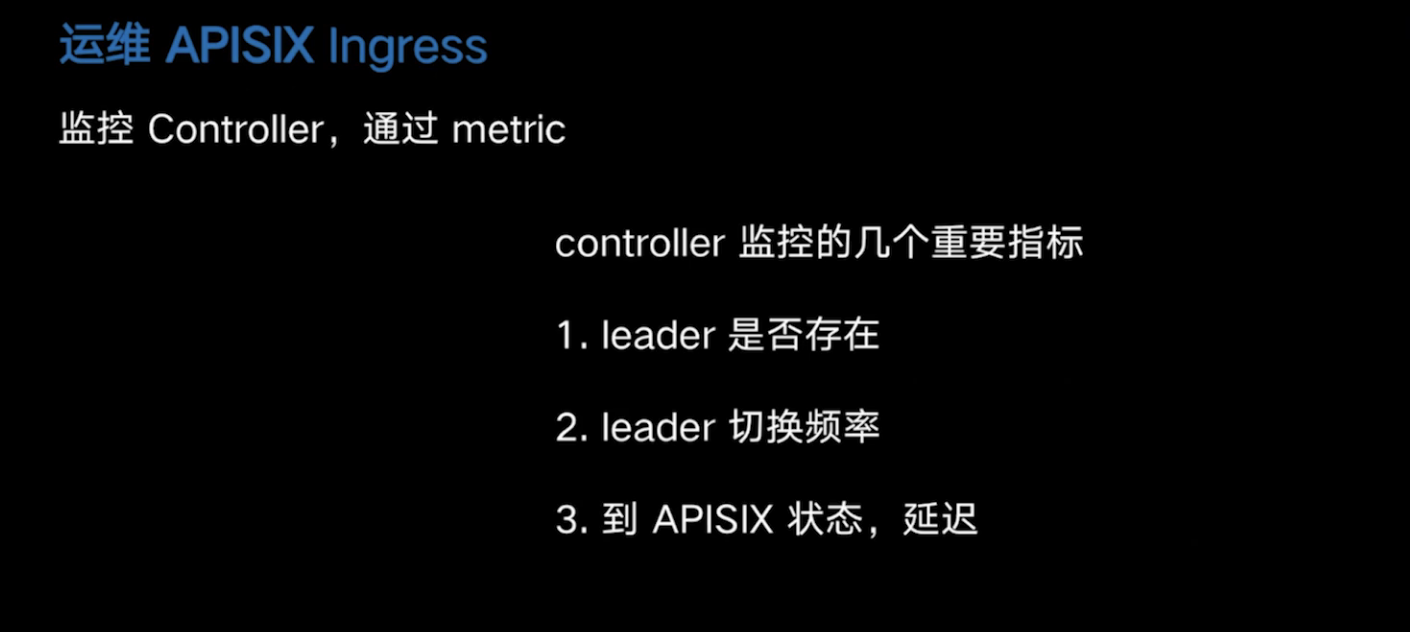 运维 APISIX Ingress
监控 Controller，通过 metric
controller 监控的几个重要指标
1. leader 是否存在
2. leader 切换频率
3. 到 APISIX 状态，延迟